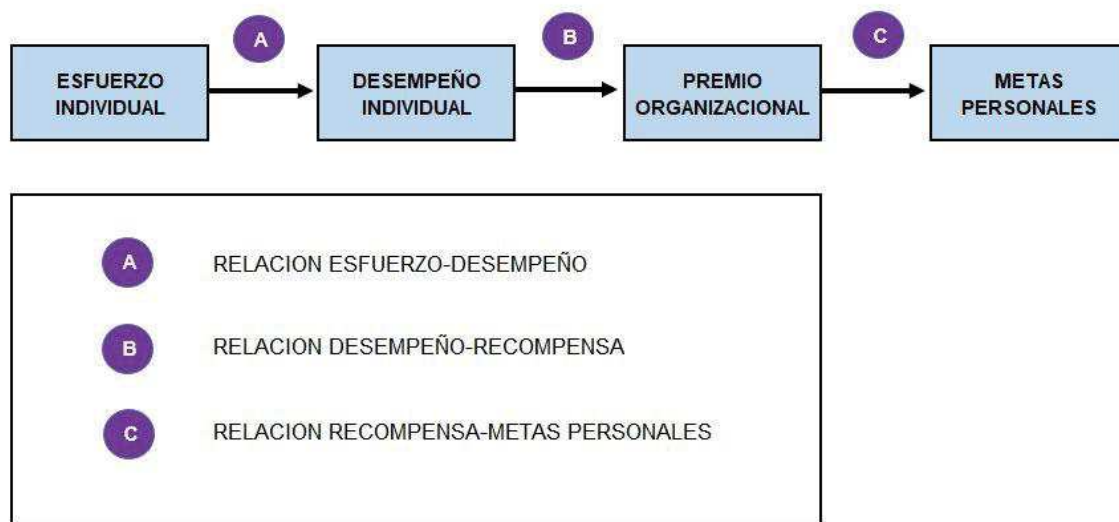 A
B
C
ESFUERZO
INDIVIDUAL
DESEMPEÑO
INDIVIDUAL
PREMIO
ORGANIZACIONAL
METAS
PERSONALES
A RELACION ESFUERZO-DESEMPEÑO
B RELACION DESEMPEÑO-RECOMPENSA
C RELACION RECOMPENSA-METAS PERSONALES